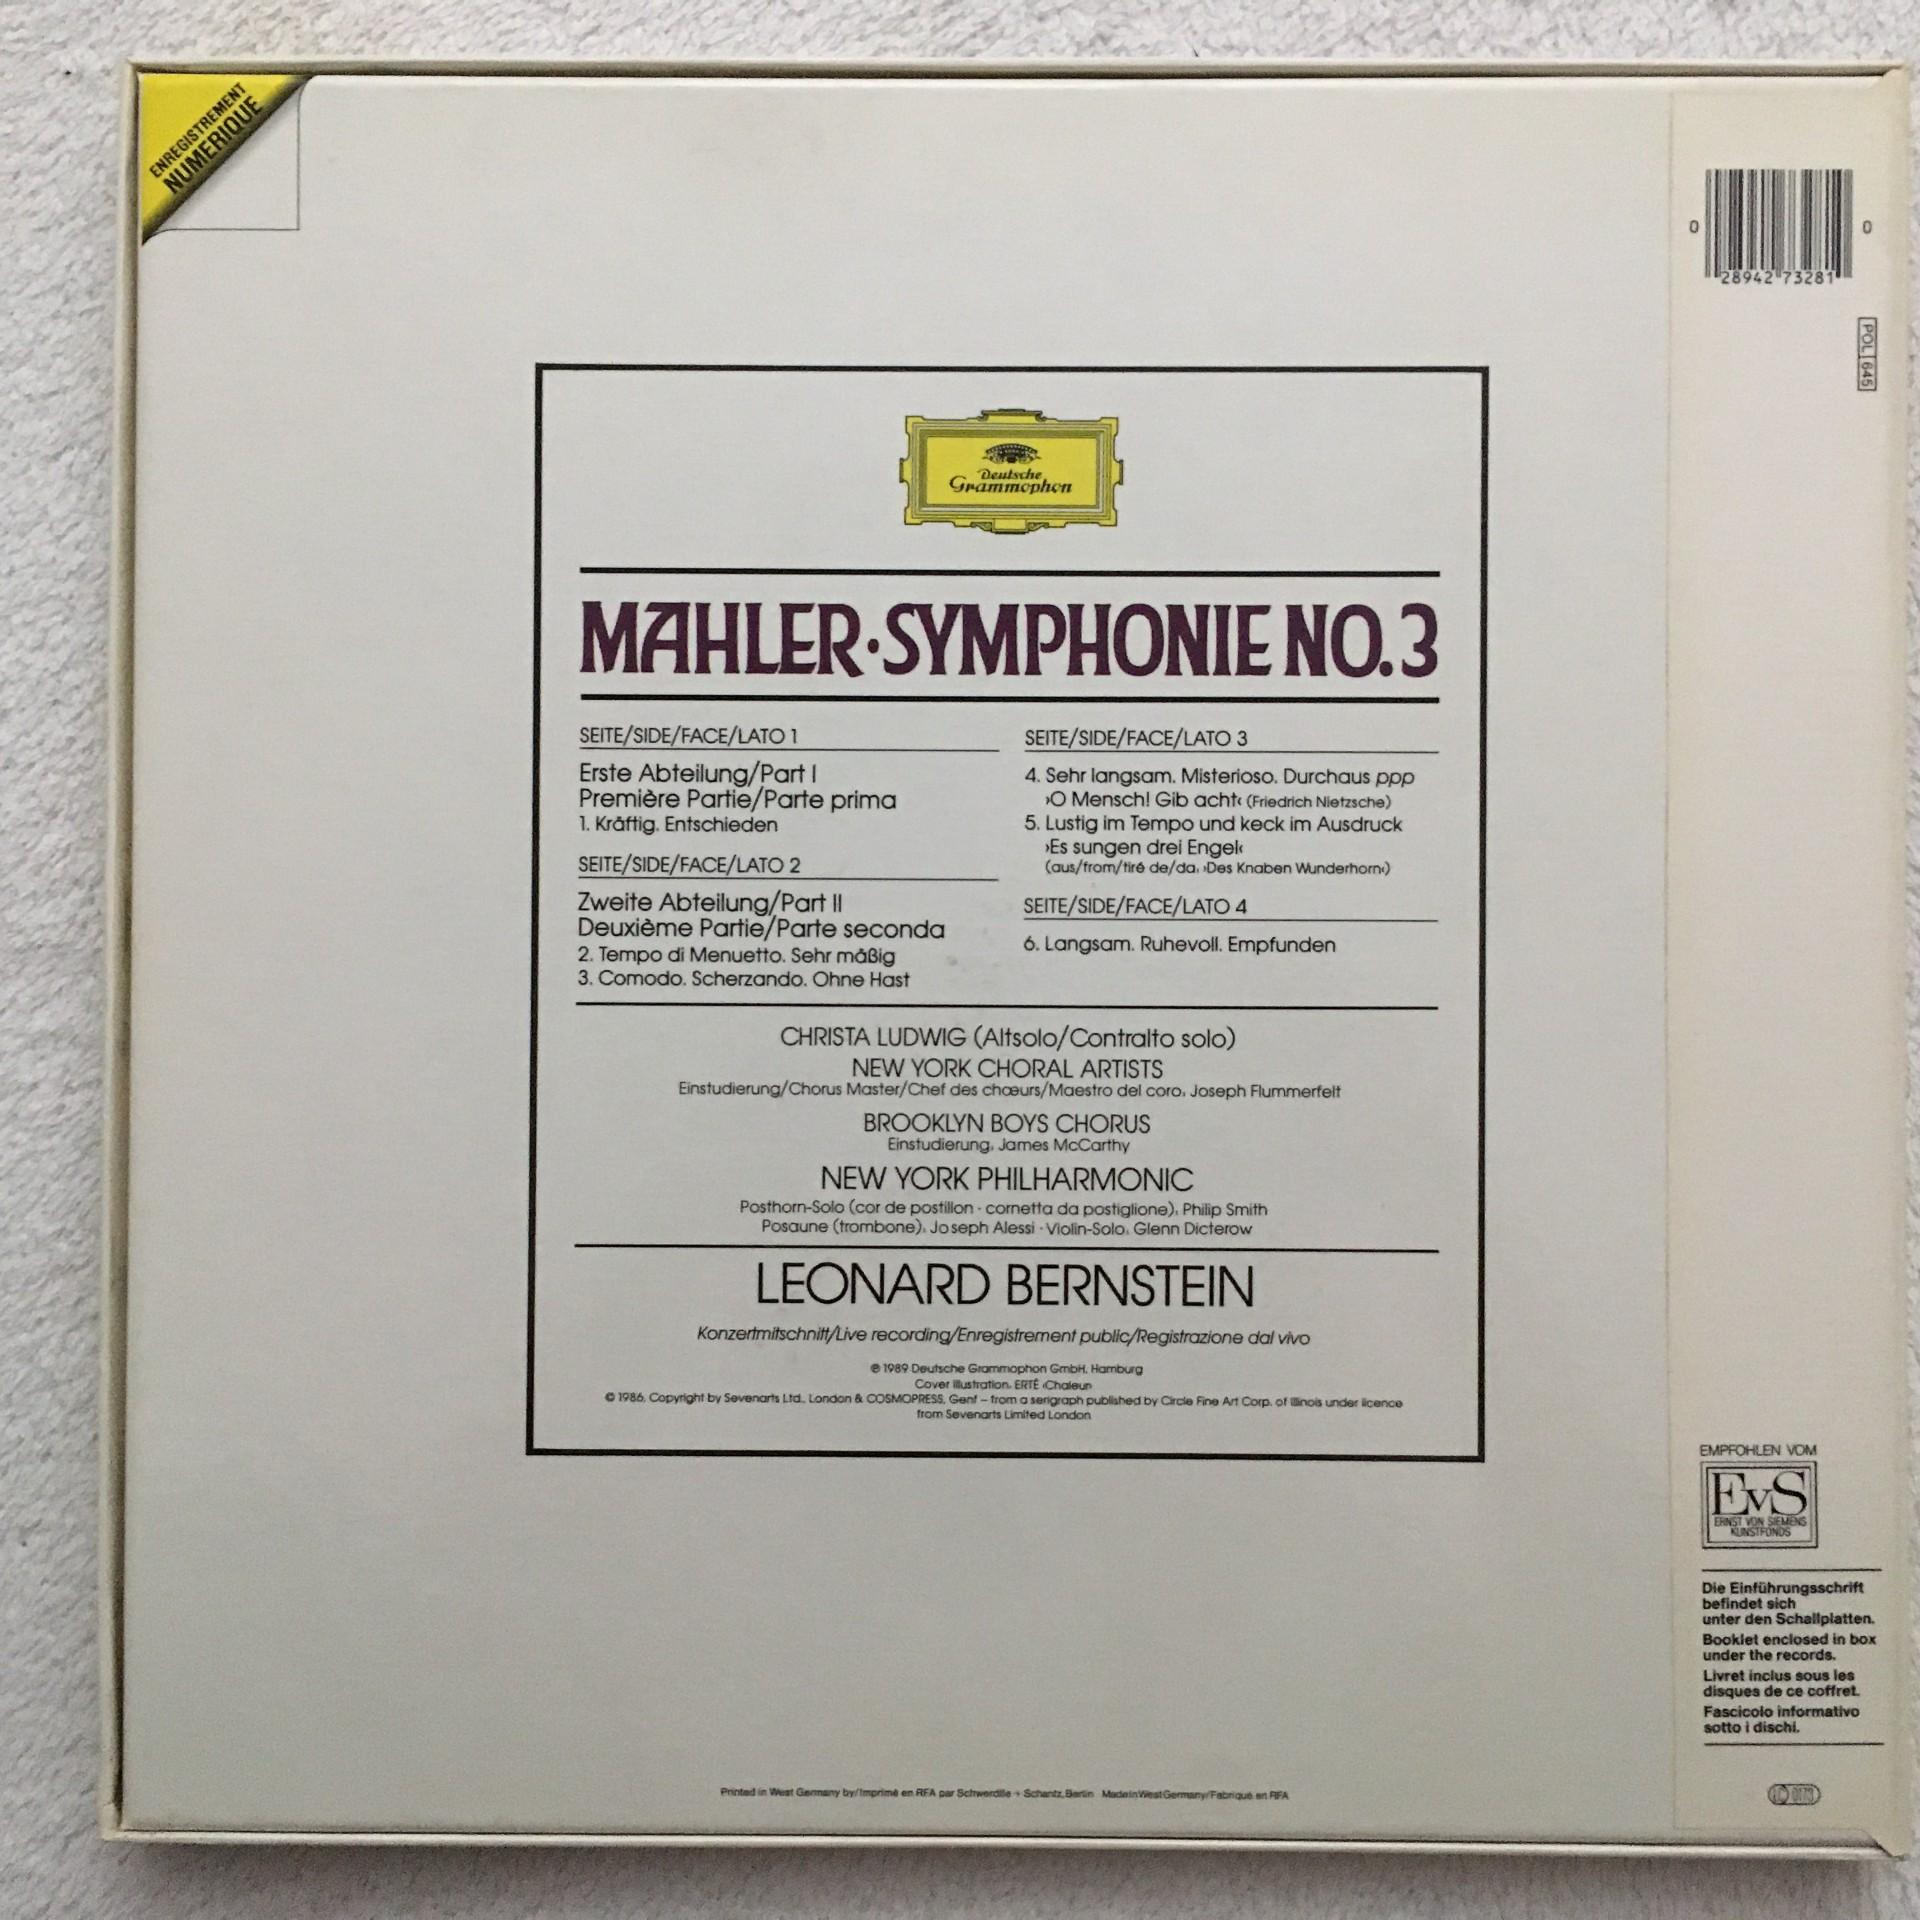 ENREGISTREMENT
NUMERIQUE
0 28942 73281 0
POL 645
Deutsche
Grammophon
MAHLER·SYMPHONIE NO. 3
SEITE/SIDE/FACE/LATO 1
Erste Abteilung/Part I
Première Partie/Parte prima
1. Kräftig. Entschieden
SEITE/SIDE/FACE/LATO 2
Zweite Abteilung/Part II
Deuxième Partie/Parte seconda
2. Tempo di Menuetto. Sehr mäßig
3. Comodo. Scherzando. Ohne Hast
SEITE/SIDE/FACE/LATO 3
4. Sehr langsam. Misterioso. Durchaus ppp
›O Mensch! Gib acht‹ (Friedrich Nietzsche)
5. Lustig im Tempo und keck im Ausdruck
›Es sungen drei Engel‹
(aus/from/tiré de/da: ›Des Knaben Wunderhorn‹)
SEITE/SIDE/FACE/LATO 4
6. Langsam. Ruhevoll. Empfunden
CHRISTA LUDWIG (Altsolo/Contralto solo)
NEW YORK CHORAL ARTISTS
Einstudierung/Chorus Master/Chef des chœurs/Maestro del coro: Joseph Flummerfelt
BROOKLYN BOYS CHORUS
Einstudierung: James McCarthy
NEW YORK PHILHARMONIC
Posthorn-Solo (cor de postillon · cornetta da postiglione): Philip Smith
Posaune (trombone): Joseph Alessi · Violin-Solo: Glenn Dicterow
LEONARD BERNSTEIN
Konzertmitschnitt/Live recording/Enregistrement public/Registrazione dal vivo
℗ 1989 Deutsche Grammophon GmbH, Hamburg
Cover illustration: ERTÉ ›Chaleur‹
© 1986, Copyright by Sevenarts Ltd., London & COSMOPRESS, Genf – from a serigraph published by Circle Fine Art Corp. of Illinois under licence
from Sevenarts Limited London
EMPFOHLEN VOM
EvS
ERNST VON SIEMENS
KUNSTFONDS
Die Einführungsschrift
befindet sich
unter den Schallplatten.
Booklet enclosed in box
under the records.
Livret inclus sous les
disques de ce coffret.
Fascicolo informativo
sotto i dischi.
Printed in West Germany by/Imprimé en RFA par Schwerdille + Schantz, Berlin Made in West Germany/Fabriqué en RFA
LC 0173